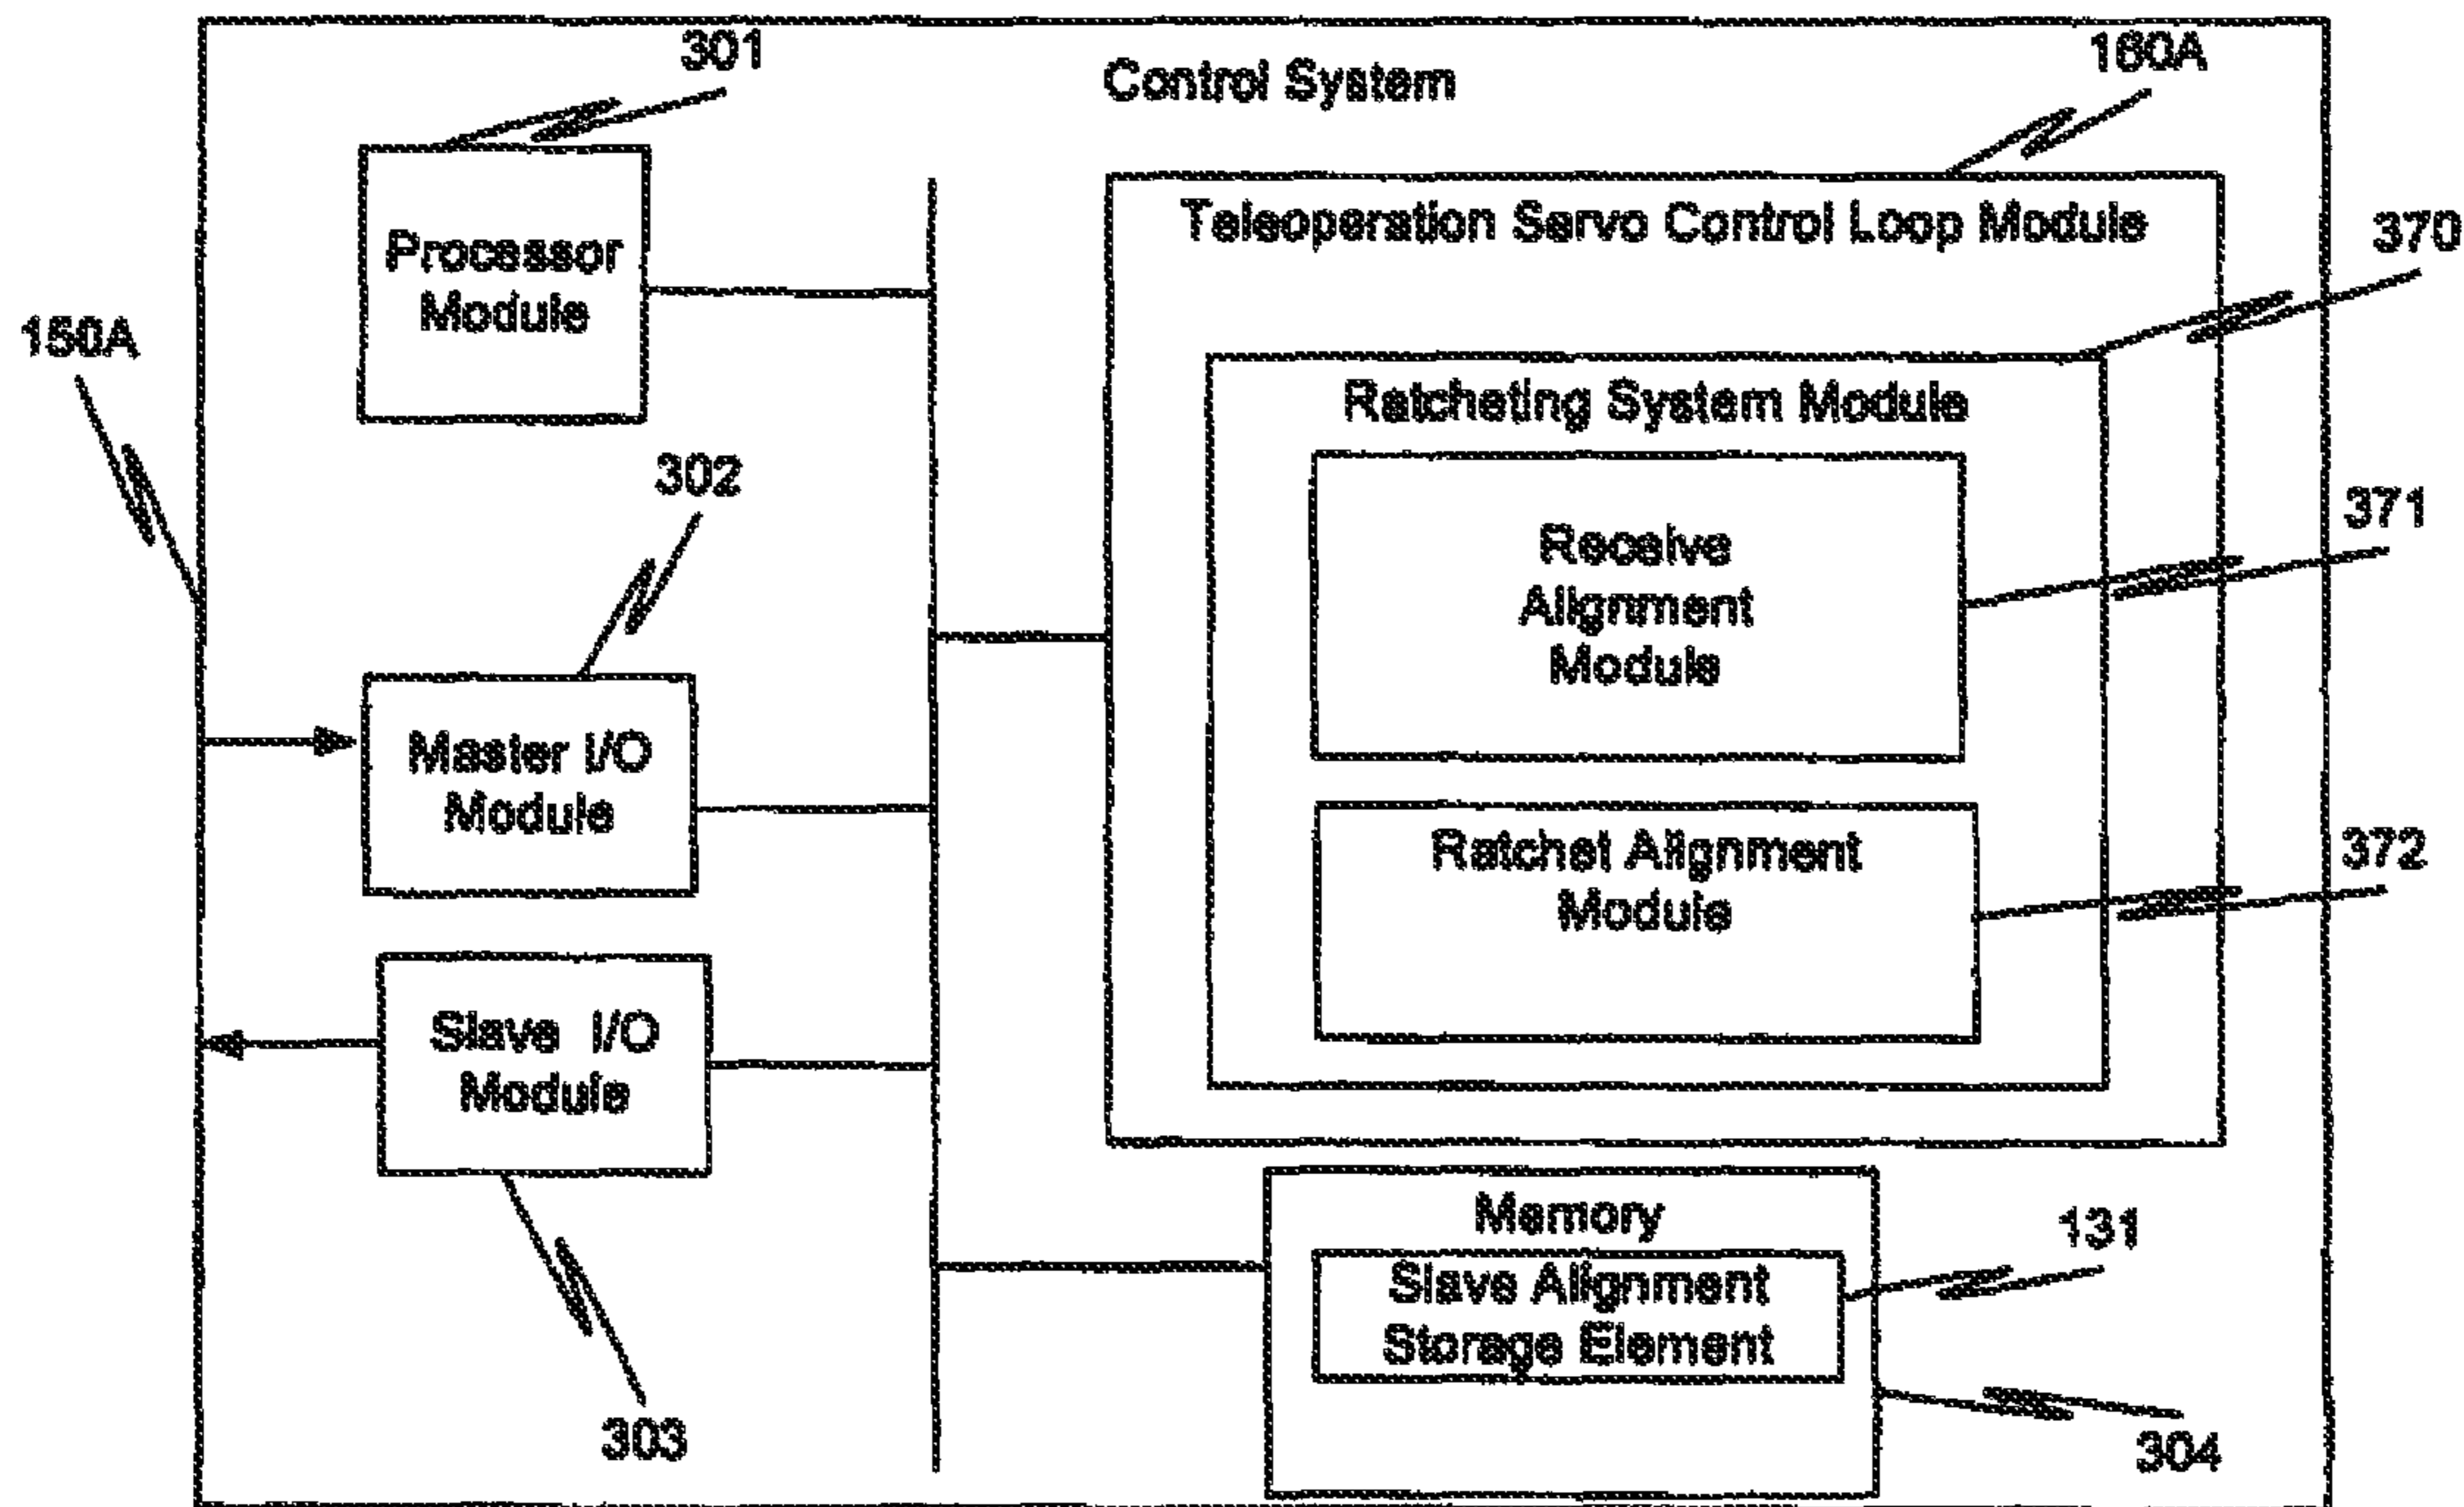 301
Control System
160A
Processor
Module
Teleoperation Servo Control Loop Module
370
150A
Ratcheting System Module
302
Receive
Alignment
Module
371
Master I/O
Module
Ratchet Alignment
Module
372
Slave I/O
Module
Memory
131
Slave Alignment
Storage Element
303
304